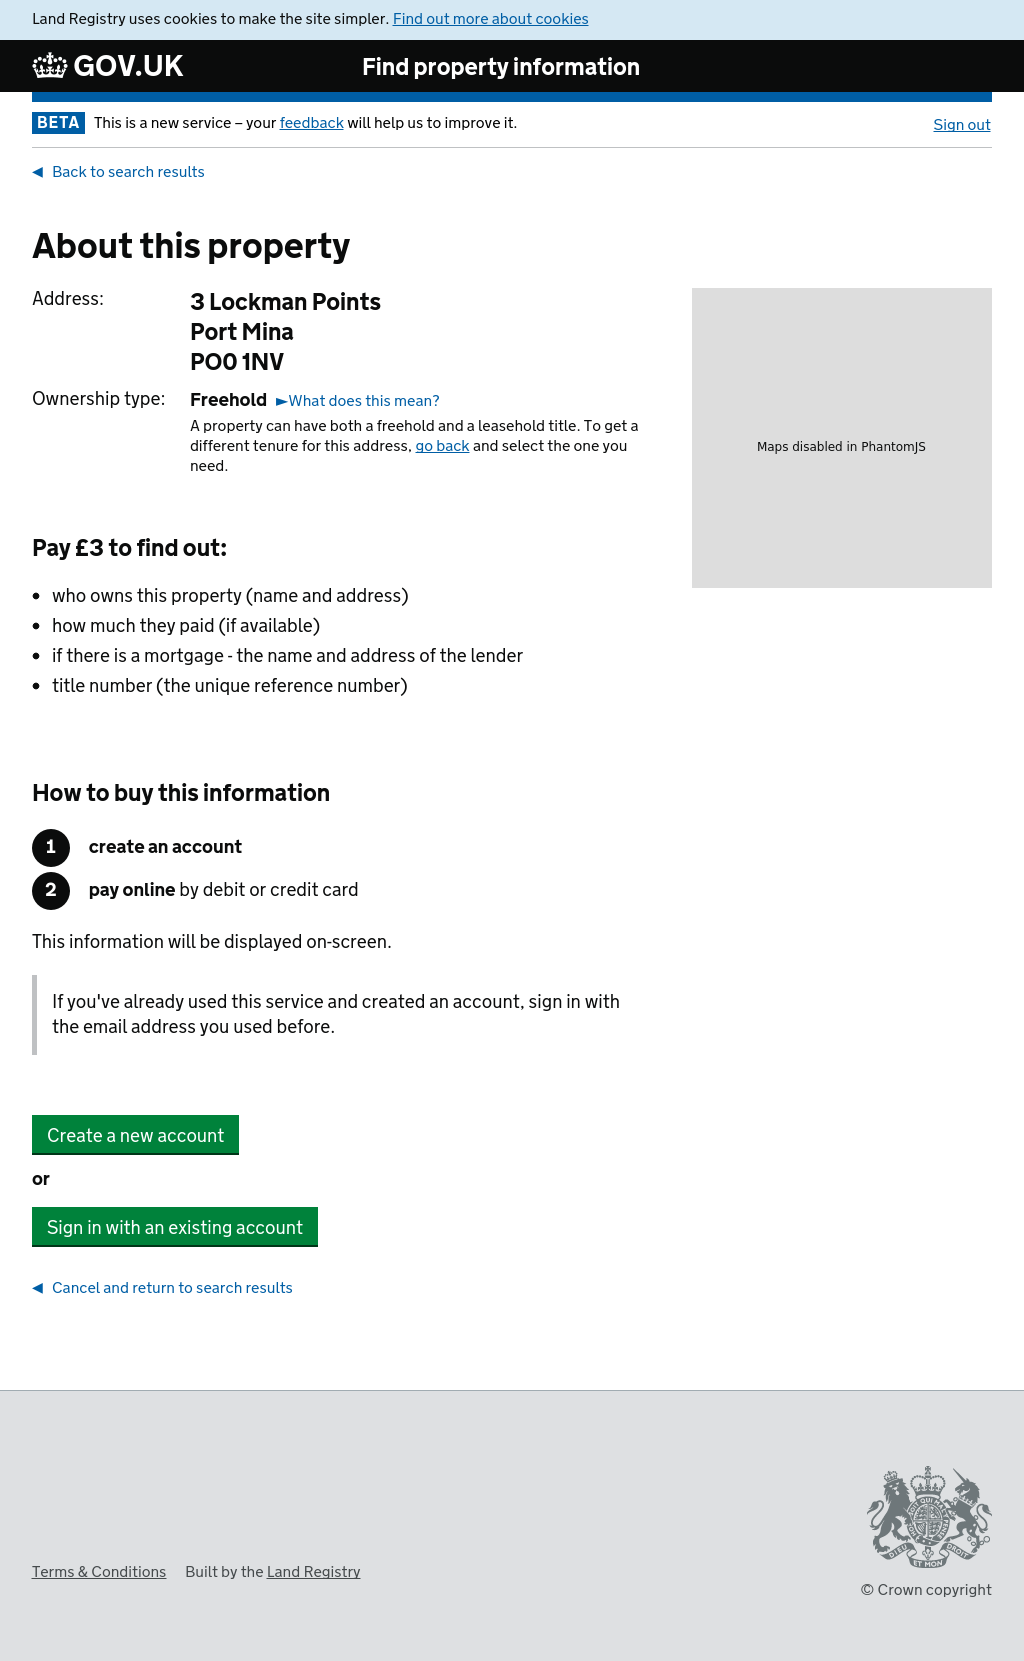 Land Registry uses cookies to make the site simpler. Find out more about cookies
GOV.UK
Find property information
BETA This is a new service – your feedback will help us to improve it.
Sign out
◀ Back to search results
About this property
Address:
3 Lockman Points
Port Mina
PO0 1NV
Ownership type:
Freehold ►What does this mean?
A property can have both a freehold and a leasehold title. To get a
different tenure for this address, go back and select the one you
need.
Maps disabled in PhantomJS
Pay £3 to find out:
• who owns this property (name and address)
• how much they paid (if available)
• if there is a mortgage - the name and address of the lender
• title number (the unique reference number)
How to buy this information
1 create an account
2 pay online by debit or credit card
This information will be displayed on-screen.
If you've already used this service and created an account, sign in with
the email address you used before.
Create a new account
or
Sign in with an existing account
◀ Cancel and return to search results
DIEU ET MON DROIT
Terms & Conditions Built by the Land Registry
© Crown copyright